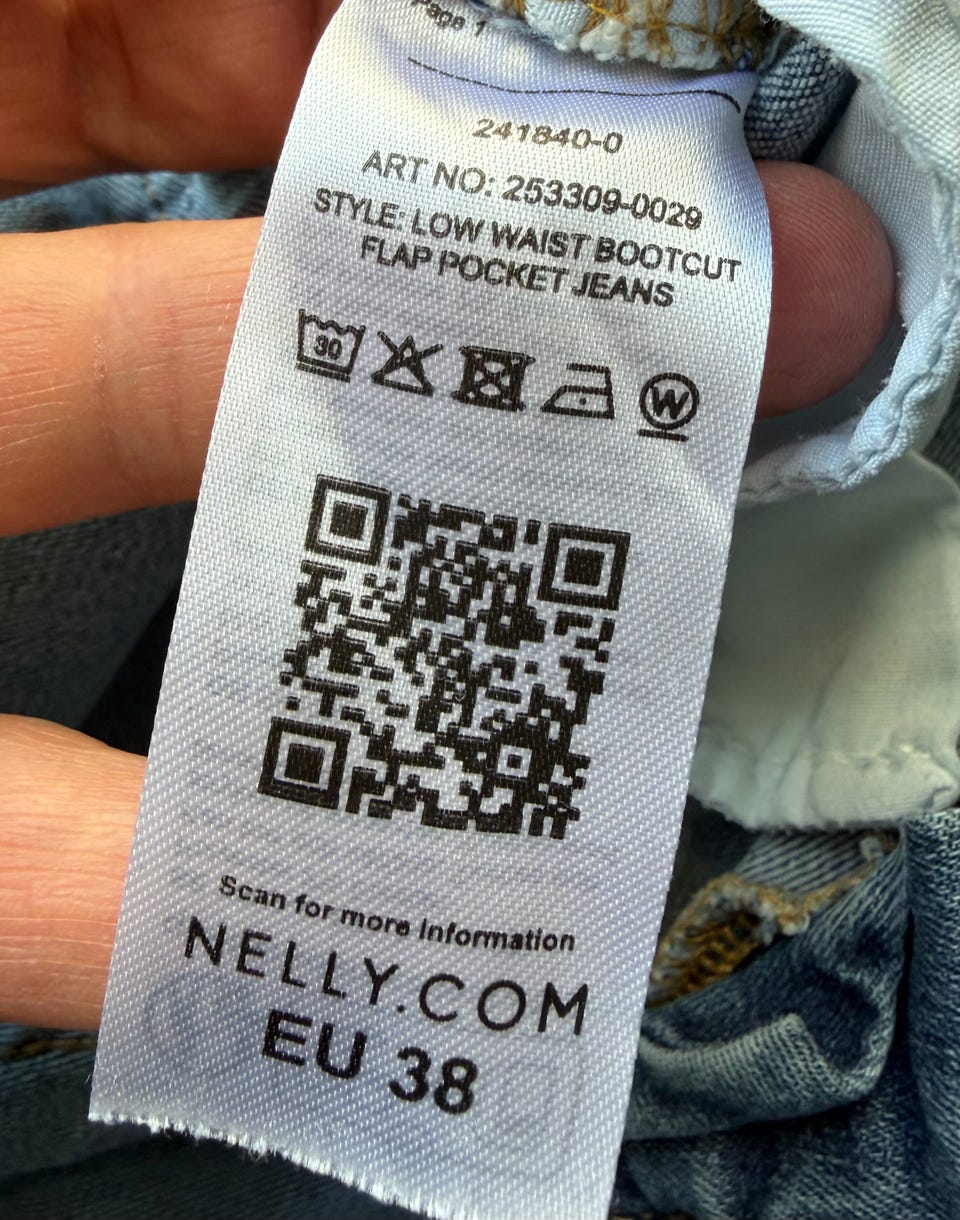 Page 1
241840-0
ART NO: 253309-0029
STYLE: LOW WAIST BOOTCUT
FLAP POCKET JEANS
30
W
Scan for more information
NELLY.COM
EU 38